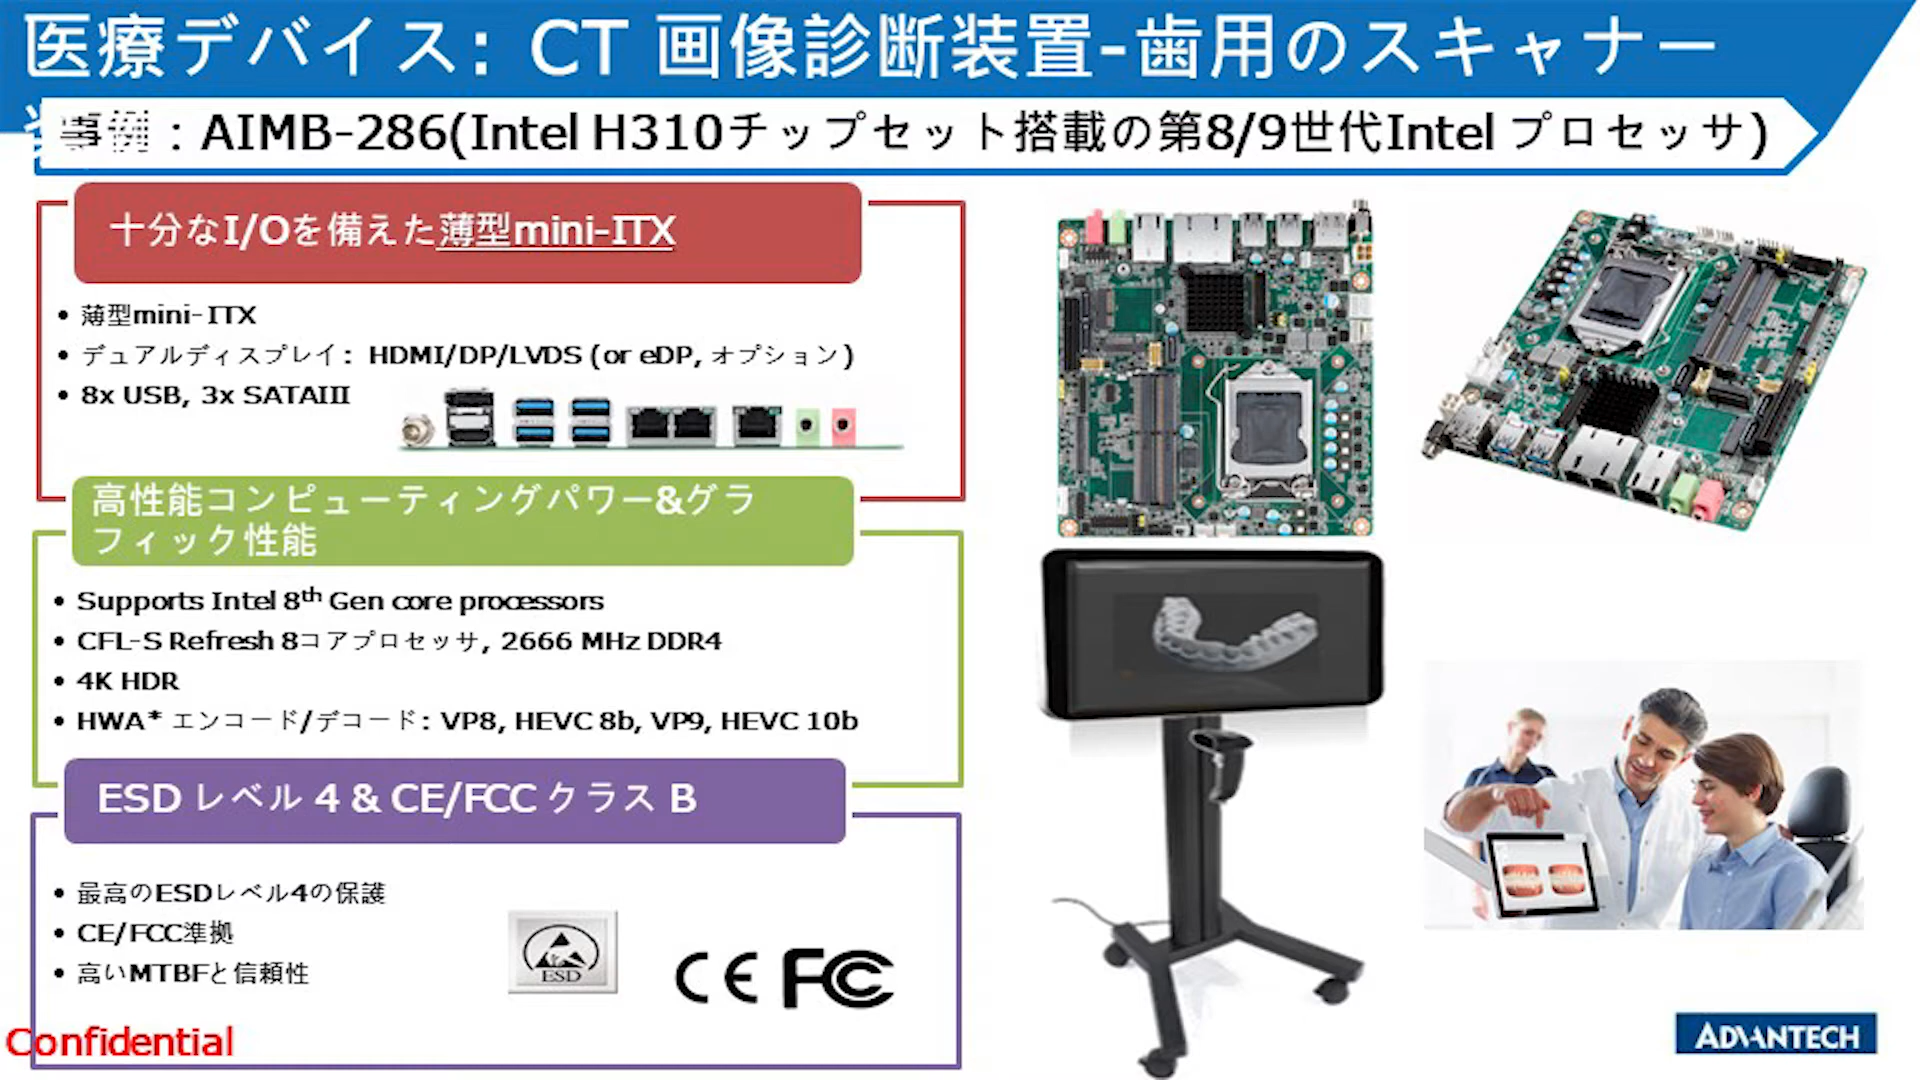 医療デバイス: CT 画像診断装置-歯用のスキャナー
事例：AIMB-286(Intel H310チップセット搭載の第8/9世代Intel プロセッサ)
十分なI/Oを備えた薄型mini-ITX
• 薄型mini-ITX
• デュアルディスプレイ: HDMI/DP/LVDS (or eDP, オプション)
• 8x USB, 3x SATAIII
高性能コンピューティングパワー&グラ
フィック性能
• Supports Intel 8th Gen core processors
• CFL-S Refresh 8コアプロセッサ, 2666 MHz DDR4
• 4K HDR
• HWA* エンコード/デコード: VP8, HEVC 8b, VP9, HEVC 10b
ESD レベル 4 & CE/FCC クラス B
• 最高のESDレベル4の保護
• CE/FCC準拠
• 高いMTBFと信頼性
ESD
CE FC
Confidential
ADVANTECH